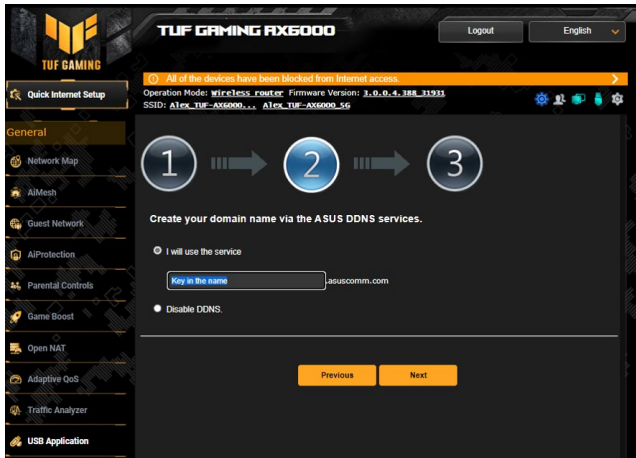 TUF GAMING
TUF GAMING AX6000
Logout
English
All of the devices have been blocked from Internet access.
Quick Internet Setup
Operation Mode: Wireless router Firmware Version: 3.0.0.4.388_31931
SSID: Alex_TUF-AX6000... Alex_TUF-AX6000_5G
General
Network Map
AiMesh
Guest Network
AiProtection
Parental Controls
Game Boost
Open NAT
Adaptive QoS
Traffic Analyzer
USB Application
1
2
3
Create your domain name via the ASUS DDNS services.
I will use the service
Key in the name .asuscomm.com
Disable DDNS.
Previous
Next